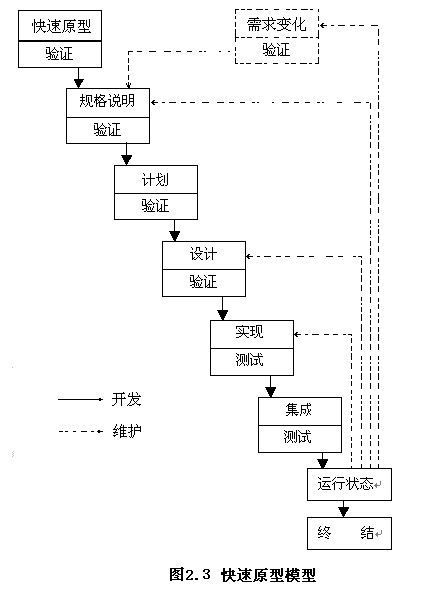 快速原型
验证
需求变化
验证
规格说明
验证
计划
验证
设计
验证
实现
测试
集成
测试
开发
维护
运行状态↵
终 结↵
图2.3 快速原型模型